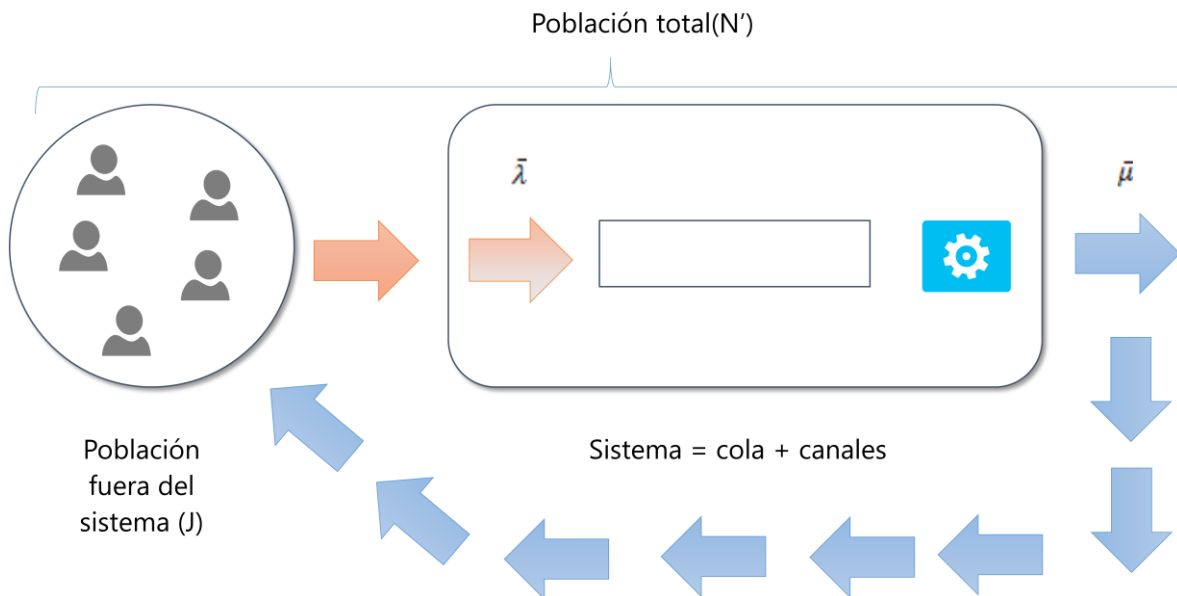 Población total(N’)
λ̄
μ̄
Población
fuera del
sistema (J)
Sistema = cola + canales